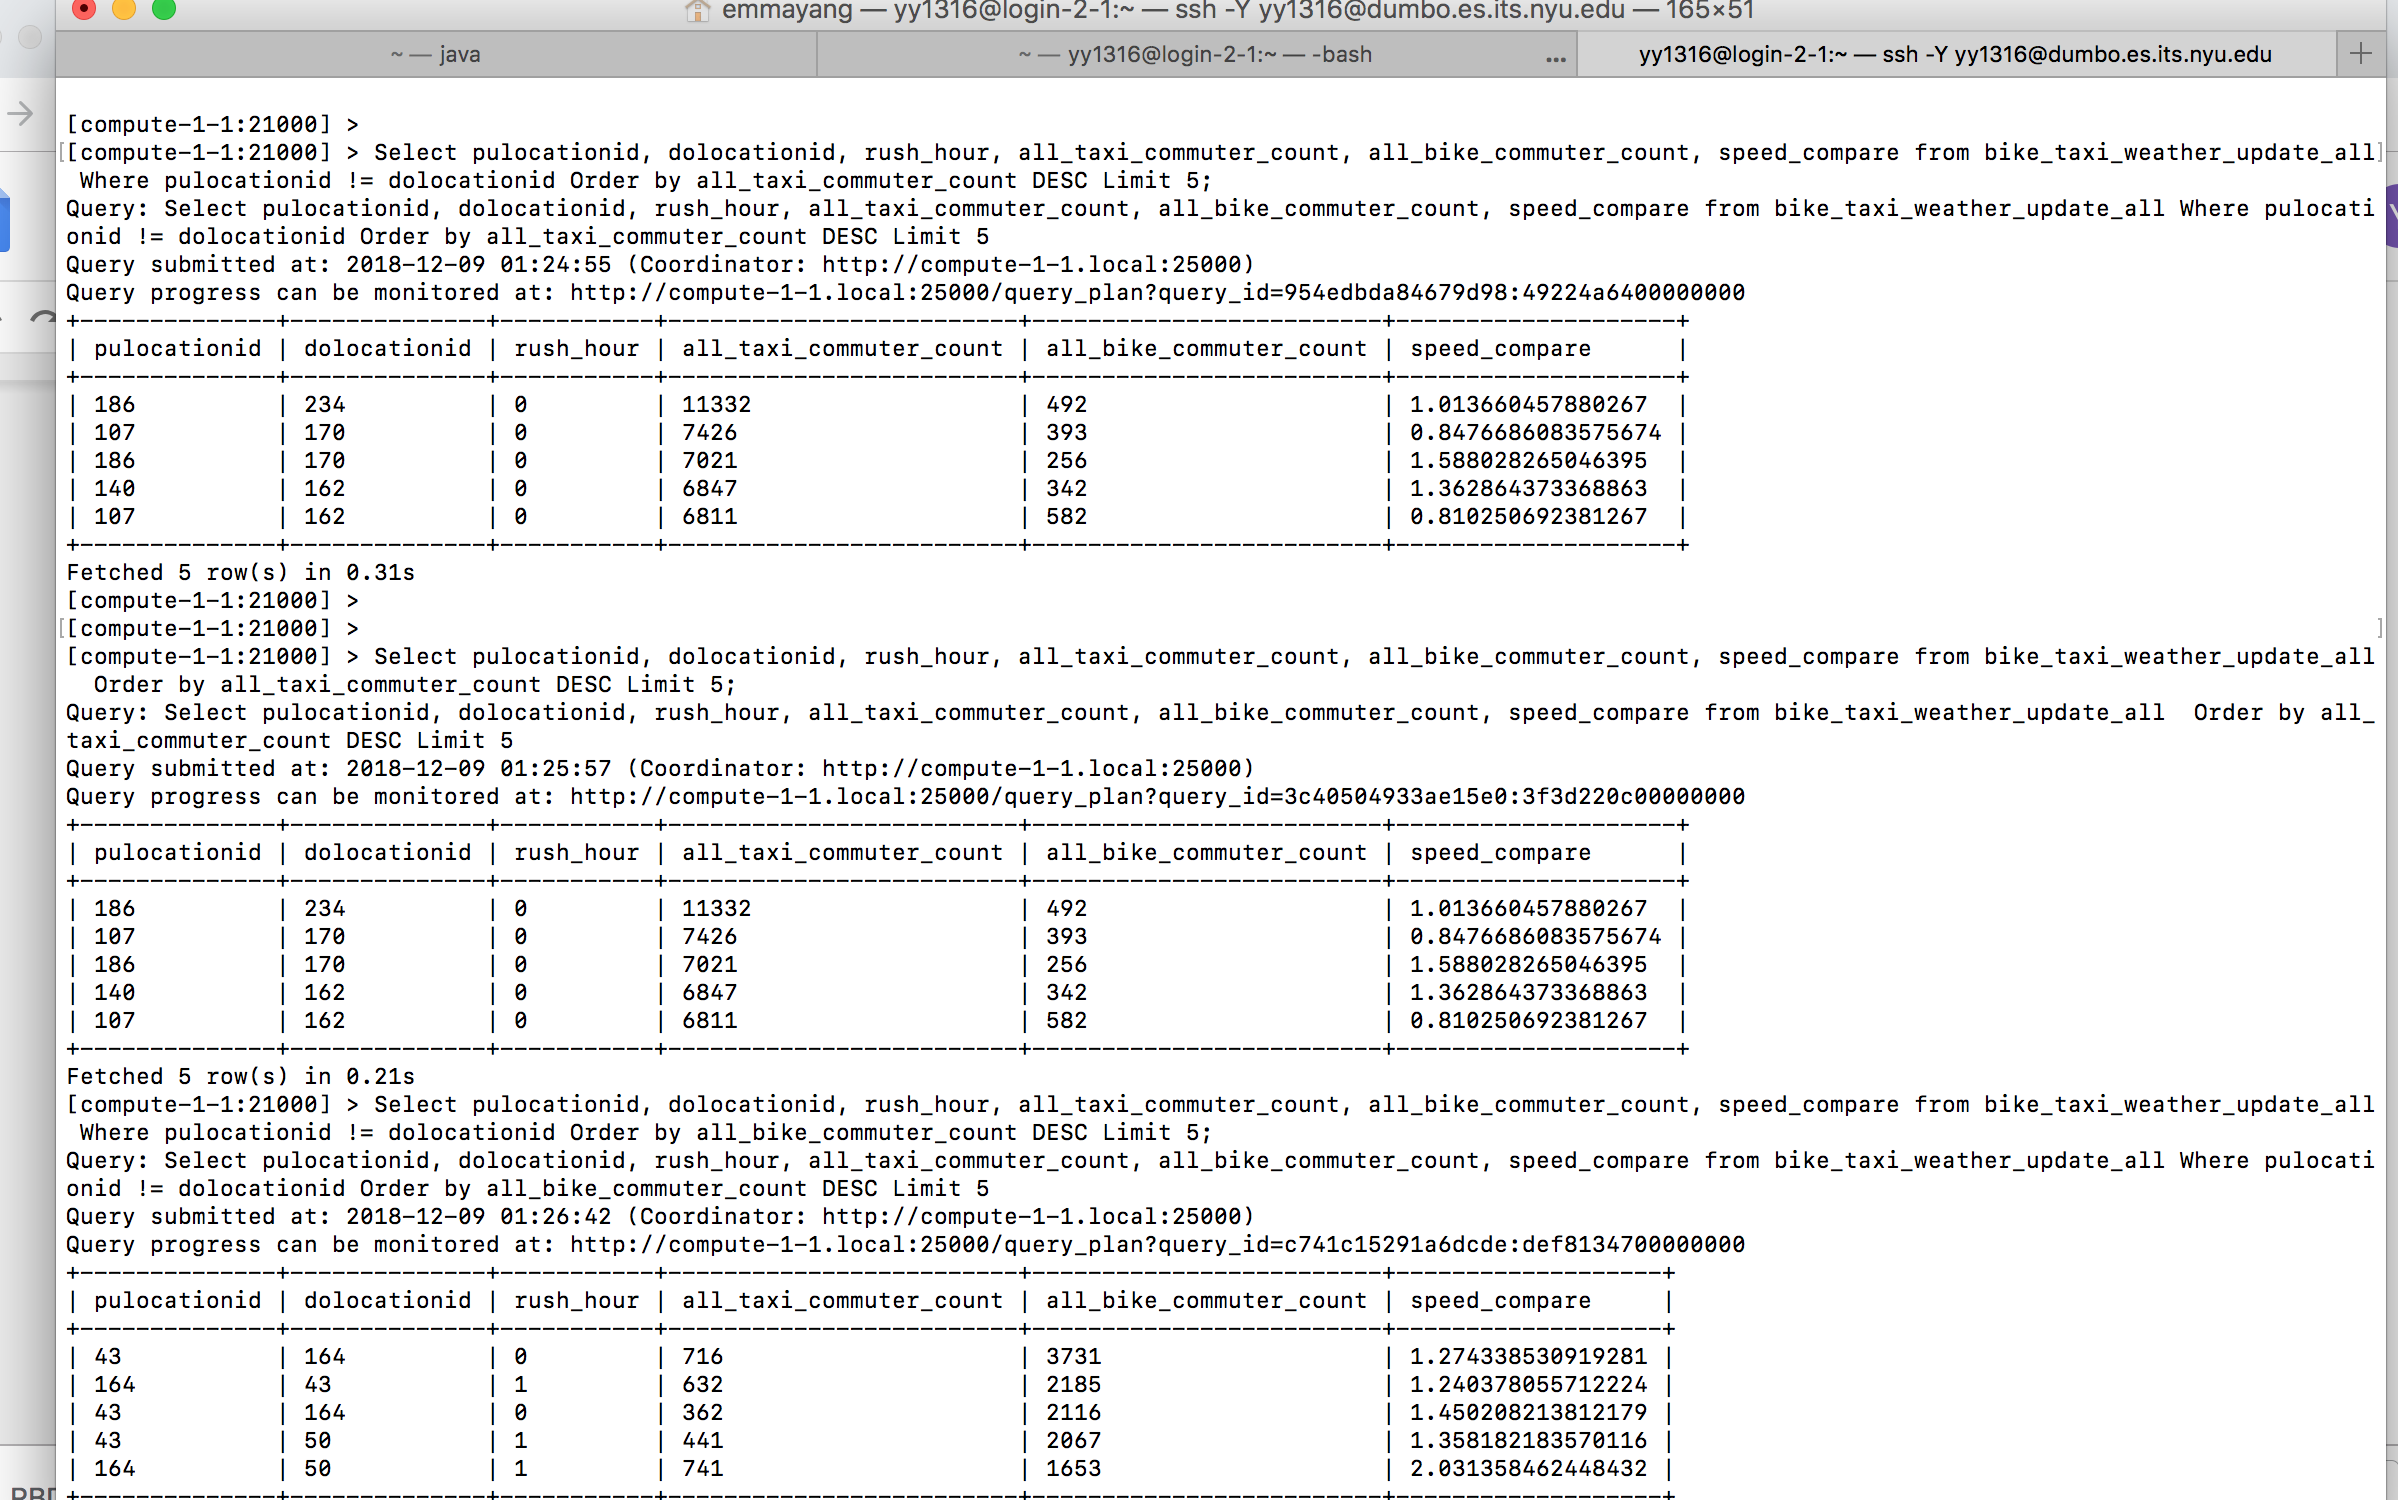 emmayang — yy1316@login-2-1:~ — ssh -Y yy1316@dumbo.es.its.nyu.edu — 165×51
~ — java
~ — yy1316@login-2-1:~ — -bash ...
yy1316@login-2-1:~ — ssh -Y yy1316@dumbo.es.its.nyu.edu +
[compute-1-1:21000] >
[[compute-1-1:21000] > Select pulocationid, dolocationid, rush_hour, all_taxi_commuter_count, all_bike_commuter_count, speed_compare from bike_taxi_weather_update_all]
Where pulocationid != dolocationid Order by all_taxi_commuter_count DESC Limit 5;
Query: Select pulocationid, dolocationid, rush_hour, all_taxi_commuter_count, all_bike_commuter_count, speed_compare from bike_taxi_weather_update_all Where pulocati
onid != dolocationid Order by all_taxi_commuter_count DESC Limit 5
Query submitted at: 2018-12-09 01:24:55 (Coordinator: http://compute-1-1.local:25000)
Query progress can be monitored at: http://compute-1-1.local:25000/query_plan?query_id=954edbda84679d98:49224a6400000000
+---------------+---------------+-----------+-------------------------+-------------------------+--------------------+
| pulocationid | dolocationid | rush_hour | all_taxi_commuter_count | all_bike_commuter_count | speed_compare |
+---------------+---------------+-----------+-------------------------+-------------------------+--------------------+
| 186 | 234 | 0 | 11332 | 492 | 1.013660457880267 |
| 107 | 170 | 0 | 7426 | 393 | 0.8476686083575674 |
| 186 | 170 | 0 | 7021 | 256 | 1.588028265046395 |
| 140 | 162 | 0 | 6847 | 342 | 1.362864373368863 |
| 107 | 162 | 0 | 6811 | 582 | 0.810250692381267 |
+---------------+---------------+-----------+-------------------------+-------------------------+--------------------+
Fetched 5 row(s) in 0.31s
[compute-1-1:21000] >
[[compute-1-1:21000] > ]
[compute-1-1:21000] > Select pulocationid, dolocationid, rush_hour, all_taxi_commuter_count, all_bike_commuter_count, speed_compare from bike_taxi_weather_update_all
Order by all_taxi_commuter_count DESC Limit 5;
Query: Select pulocationid, dolocationid, rush_hour, all_taxi_commuter_count, all_bike_commuter_count, speed_compare from bike_taxi_weather_update_all  Order by all_
taxi_commuter_count DESC Limit 5
Query submitted at: 2018-12-09 01:25:57 (Coordinator: http://compute-1-1.local:25000)
Query progress can be monitored at: http://compute-1-1.local:25000/query_plan?query_id=3c40504933ae15e0:3f3d220c00000000
+---------------+---------------+-----------+-------------------------+-------------------------+--------------------+
| pulocationid | dolocationid | rush_hour | all_taxi_commuter_count | all_bike_commuter_count | speed_compare |
+---------------+---------------+-----------+-------------------------+-------------------------+--------------------+
| 186 | 234 | 0 | 11332 | 492 | 1.013660457880267 |
| 107 | 170 | 0 | 7426 | 393 | 0.8476686083575674 |
| 186 | 170 | 0 | 7021 | 256 | 1.588028265046395 |
| 140 | 162 | 0 | 6847 | 342 | 1.362864373368863 |
| 107 | 162 | 0 | 6811 | 582 | 0.810250692381267 |
+---------------+---------------+-----------+-------------------------+-------------------------+--------------------+
Fetched 5 row(s) in 0.21s
[compute-1-1:21000] > Select pulocationid, dolocationid, rush_hour, all_taxi_commuter_count, all_bike_commuter_count, speed_compare from bike_taxi_weather_update_all
Where pulocationid != dolocationid Order by all_bike_commuter_count DESC Limit 5;
Query: Select pulocationid, dolocationid, rush_hour, all_taxi_commuter_count, all_bike_commuter_count, speed_compare from bike_taxi_weather_update_all Where pulocati
onid != dolocationid Order by all_bike_commuter_count DESC Limit 5
Query submitted at: 2018-12-09 01:26:42 (Coordinator: http://compute-1-1.local:25000)
Query progress can be monitored at: http://compute-1-1.local:25000/query_plan?query_id=c741c15291a6dcde:def8134700000000
+---------------+---------------+-----------+-------------------------+-------------------------+-------------------+
| pulocationid | dolocationid | rush_hour | all_taxi_commuter_count | all_bike_commuter_count | speed_compare |
+---------------+---------------+-----------+-------------------------+-------------------------+-------------------+
| 43 | 164 | 0 | 716 | 3731 | 1.274338530919281 |
| 164 | 43 | 1 | 632 | 2185 | 1.240378055712224 |
| 43 | 164 | 0 | 362 | 2116 | 1.450208213812179 |
| 43 | 50 | 1 | 441 | 2067 | 1.358182183570116 |
| 164 | 50 | 1 | 741 | 1653 | 2.031358462448432 |
+---------------+---------------+-----------+-------------------------+-------------------------+-------------------+